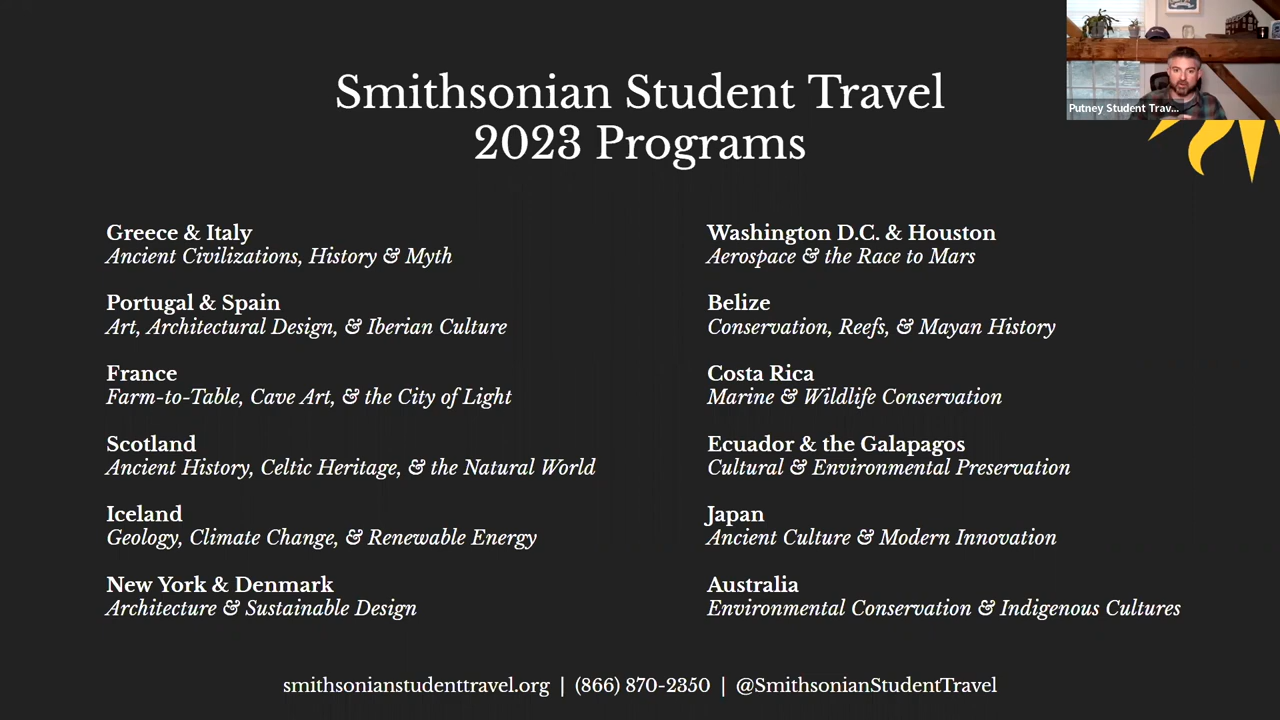 Smithsonian Student Travel
2023 Programs
Putney Student Trav...
Greece & Italy
Ancient Civilizations, History & Myth
Portugal & Spain
Art, Architectural Design, & Iberian Culture
France
Farm-to-Table, Cave Art, & the City of Light
Scotland
Ancient History, Celtic Heritage, & the Natural World
Iceland
Geology, Climate Change, & Renewable Energy
New York & Denmark
Architecture & Sustainable Design
Washington D.C. & Houston
Aerospace & the Race to Mars
Belize
Conservation, Reefs, & Mayan History
Costa Rica
Marine & Wildlife Conservation
Ecuador & the Galapagos
Cultural & Environmental Preservation
Japan
Ancient Culture & Modern Innovation
Australia
Environmental Conservation & Indigenous Cultures
smithsonianstudenttravel.org | (866) 870-2350 | @SmithsonianStudentTravel